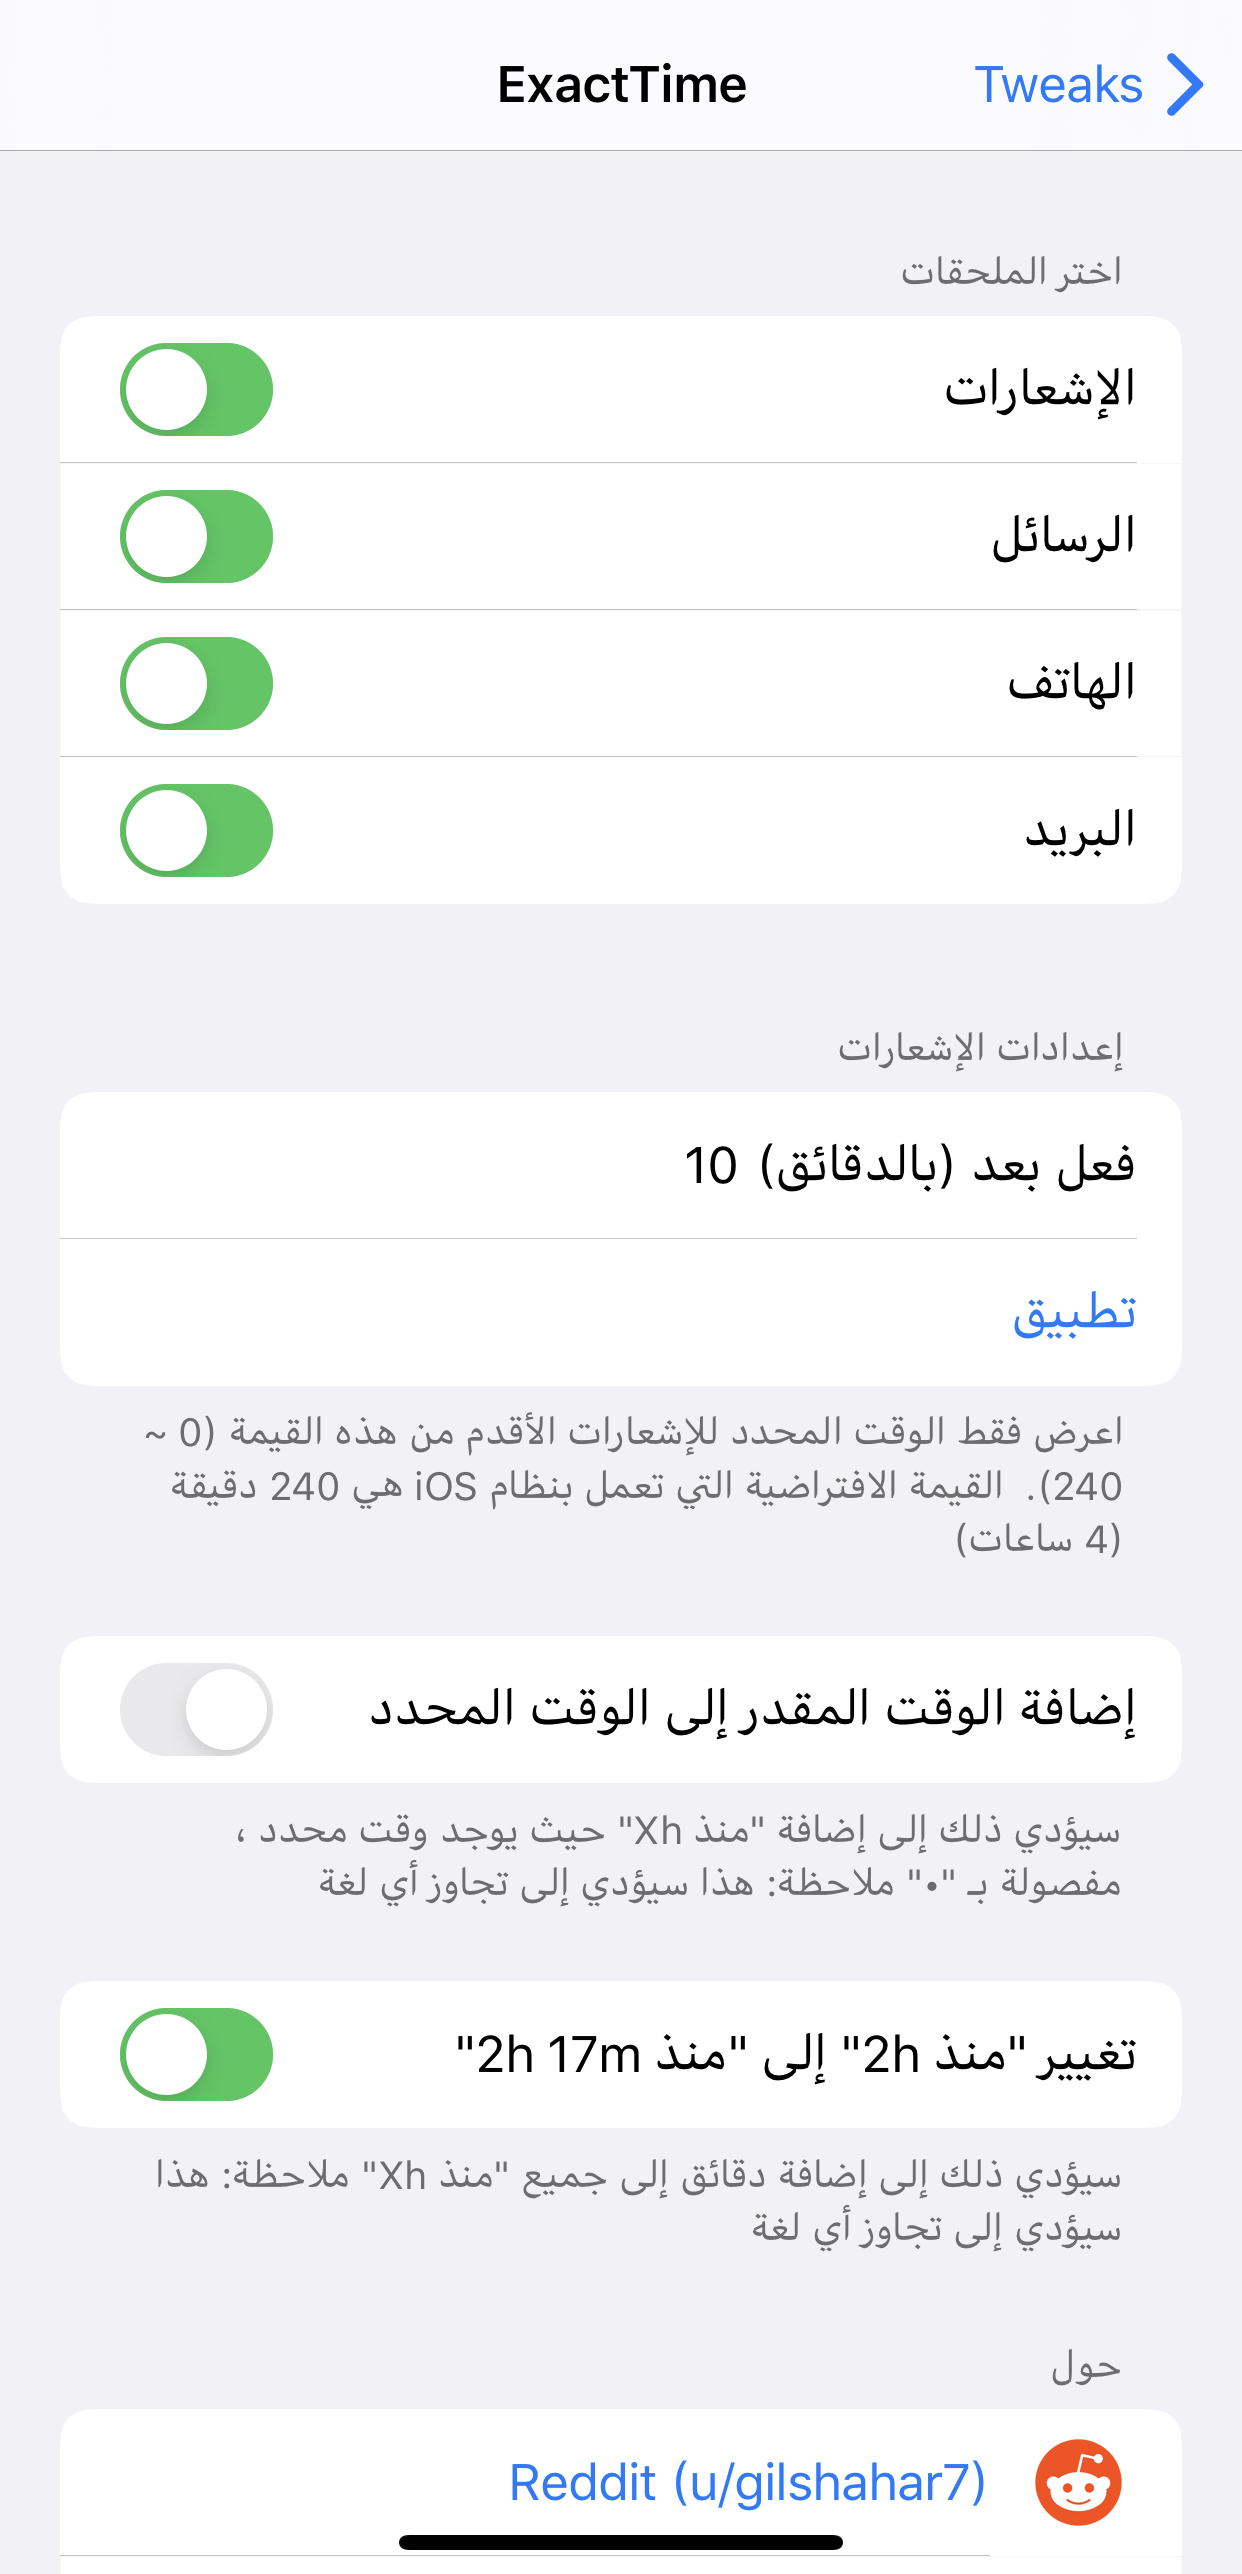 Tweaks
ExactTime
اختر الملحقات
الإشعارات
الرسائل
الهاتف
البريد
إعدادات الإشعارات
فعل بعد (بالدقائق) 10
تطبيق
اعرض فقط الوقت المحدد للإشعارات الأقدم من هذه القيمة (0 ~
240). القيمة الافتراضية التي تعمل بنظام iOS هي 240 دقيقة
(4 ساعات)
إضافة الوقت المقدر إلى الوقت المحدد
سيؤدي ذلك إلى إضافة "منذ Xh" حيث يوجد وقت محدد ،
مفصولة بـ "•" ملاحظة: هذا سيؤدي إلى تجاوز أي لغة
تغيير "منذ 2h" إلى "منذ 2h 17m"
سيؤدي ذلك إلى إضافة دقائق إلى جميع "منذ Xh" ملاحظة: هذا
سيؤدي إلى تجاوز أي لغة
حول
Reddit (u/gilshahar7)